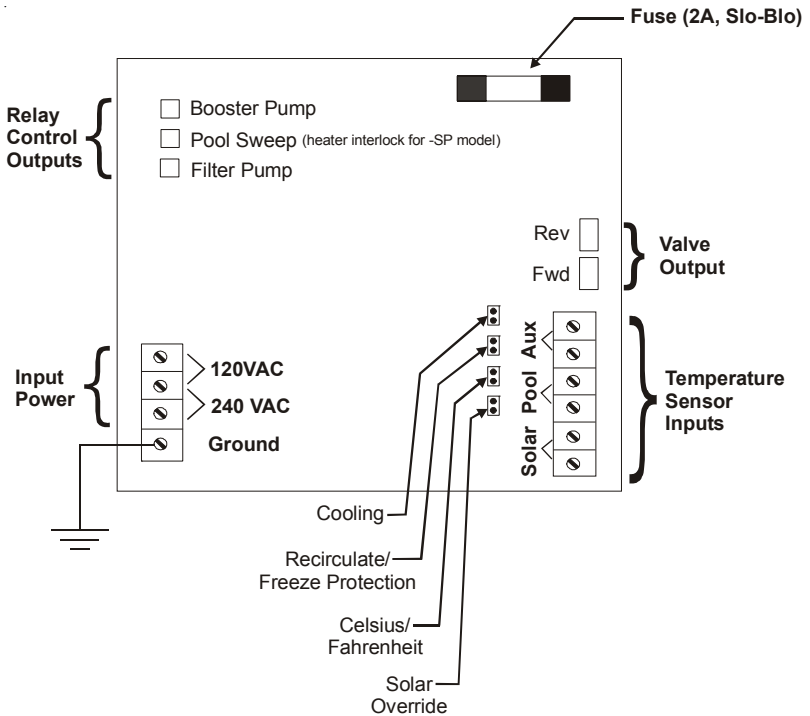 Fuse (2A, Slo-Blo)
Relay
Control
Outputs
Booster Pump
Pool Sweep (heater interlock for -SP model)
Filter Pump
Rev
Fwd
Valve
Output
Input
Power
120VAC
240 VAC
Ground
Aux
Pool
Solar
Temperature
Sensor
Inputs
Cooling
Recirculate/
Freeze Protection
Celsius/
Fahrenheit
Solar
Override